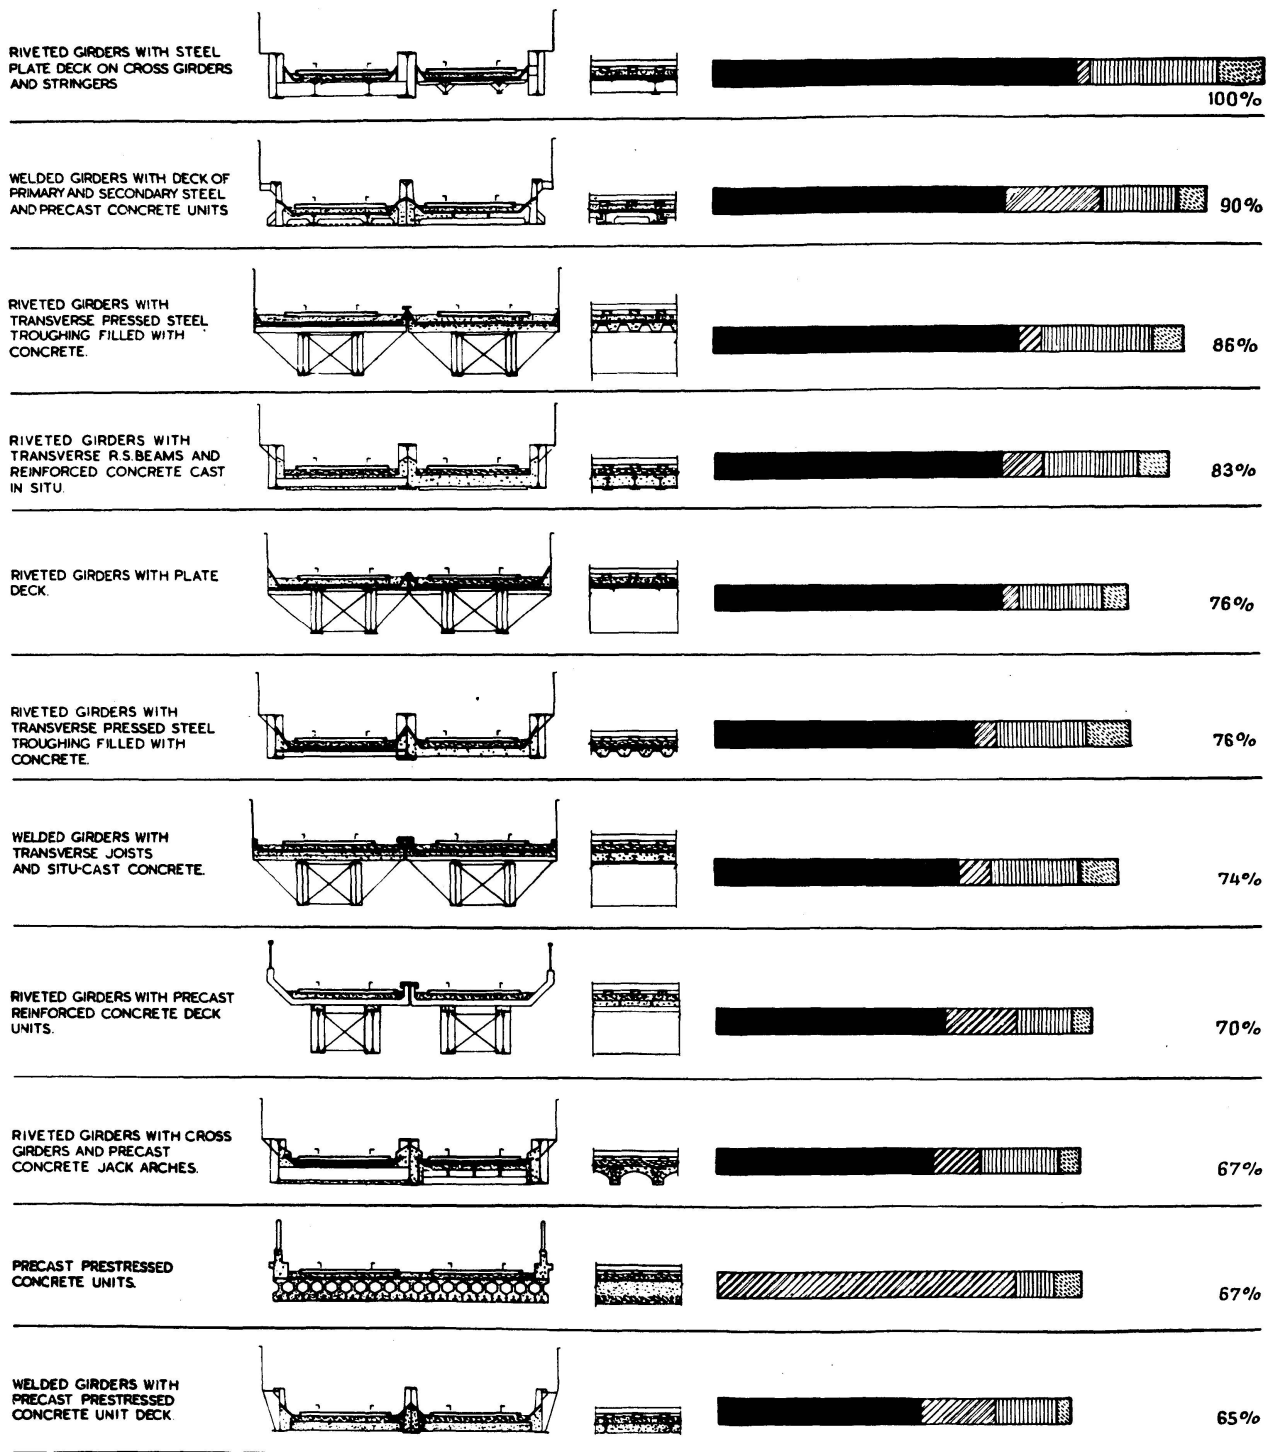 RIVETED GIRDERS WITH STEEL
PLATE DECK ON CROSS GIRDERS
AND STRINGERS
100%
WELDED GIRDERS WITH DECK OF
PRIMARY AND SECONDARY STEEL
AND PRECAST CONCRETE UNITS
90%
RIVETED GIRDERS WITH
TRANSVERSE PRESSED STEEL
TROUGHING FILLED WITH
CONCRETE.
86%
RIVETED GIRDERS WITH
TRANSVERSE R.S.BEAMS AND
REINFORCED CONCRETE CAST
IN SITU.
83%
RIVETED GIRDERS WITH PLATE
DECK.
76%
RIVETED GIRDERS WITH
TRANSVERSE PRESSED STEEL
TROUGHING FILLED WITH
CONCRETE.
76%
WELDED GIRDERS WITH
TRANSVERSE JOISTS
AND SITU-CAST CONCRETE.
74%
RIVETED GIRDERS WITH PRECAST
REINFORCED CONCRETE DECK
UNITS.
70%
RIVETED GIRDERS WITH CROSS
GIRDERS AND PRECAST
CONCRETE JACK ARCHES.
67%
PRECAST PRESTRESSED
CONCRETE UNITS.
67%
WELDED GIRDERS WITH
PRECAST PRESTRESSED
CONCRETE UNIT DECK.
65%